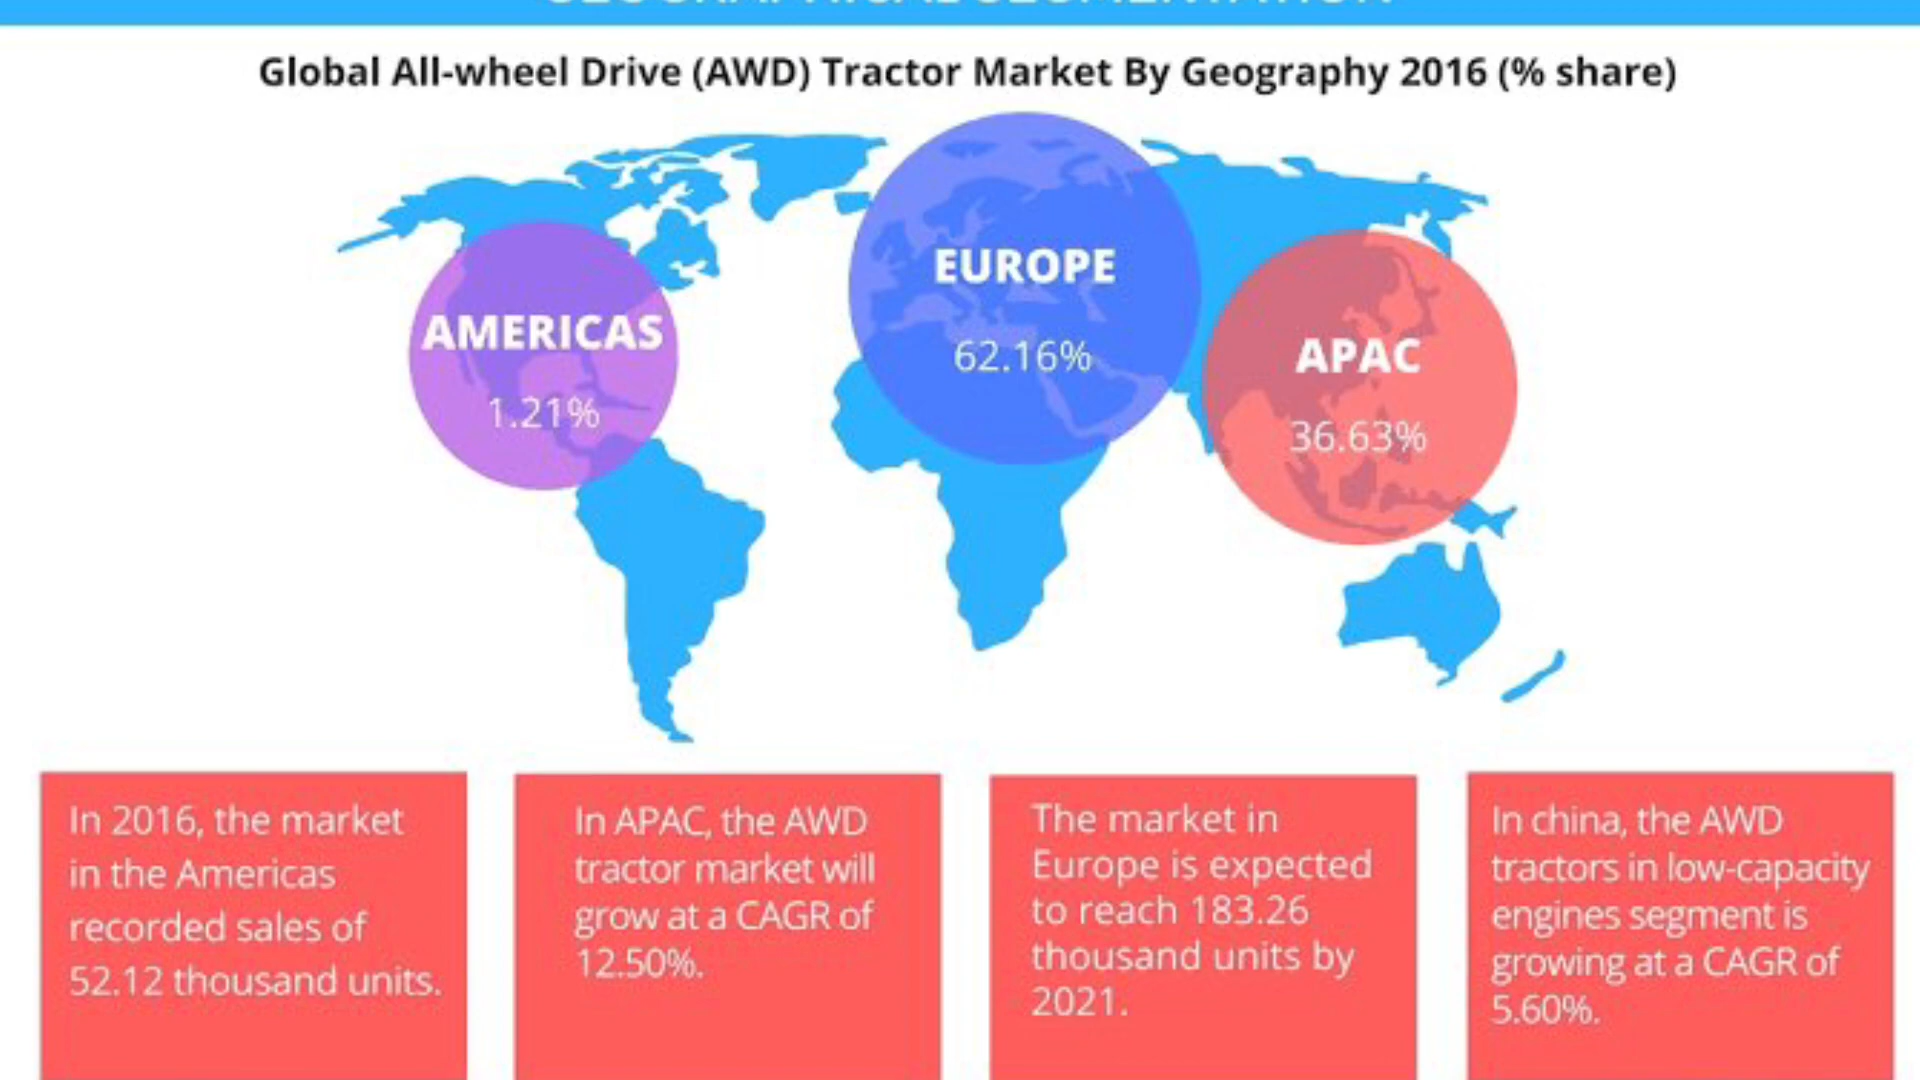 GEOGRAPHICAL SEGMENTATION
Global All-wheel Drive (AWD) Tractor Market By Geography 2016 (% share)
EUROPE
62.16%
AMERICAS
1.21%
APAC
36.63%
In 2016, the market
in the Americas
recorded sales of
52.12 thousand units.
In APAC, the AWD
tractor market will
grow at a CAGR of
12.50%.
The market in
Europe is expected
to reach 183.26
thousand units by
2021.
In china, the AWD
tractors in low-capacity
engines segment is
growing at a CAGR of
5.60%.